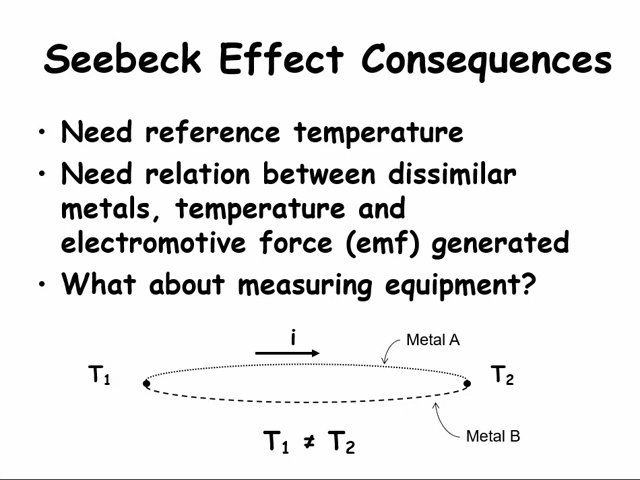 Seebeck Effect Consequences
• Need reference temperature
• Need relation between dissimilar
metals, temperature and
electromotive force (emf) generated
• What about measuring equipment?
i
Metal A
T₁
T₂
Metal B
T₁ ≠ T₂